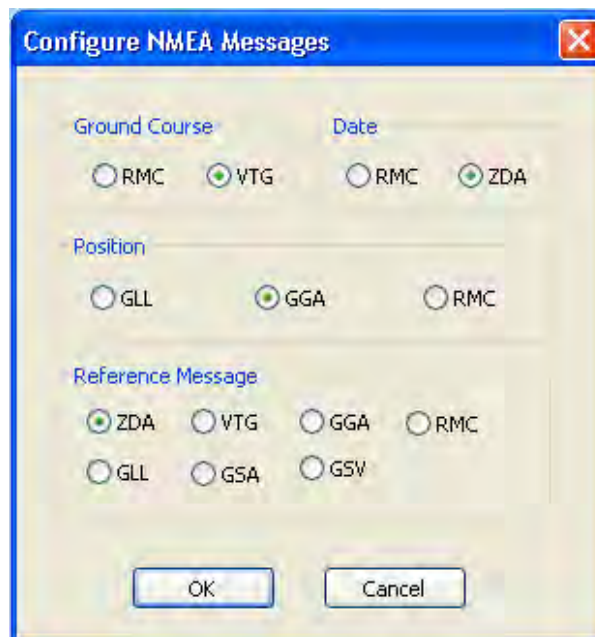 Configure NMEA Messages
Ground Course Date
RMC VTG RMC ZDA
Position
GLL GGA RMC
Reference Message
ZDA VTG GGA RMC
GLL GSA GSV
OK Cancel